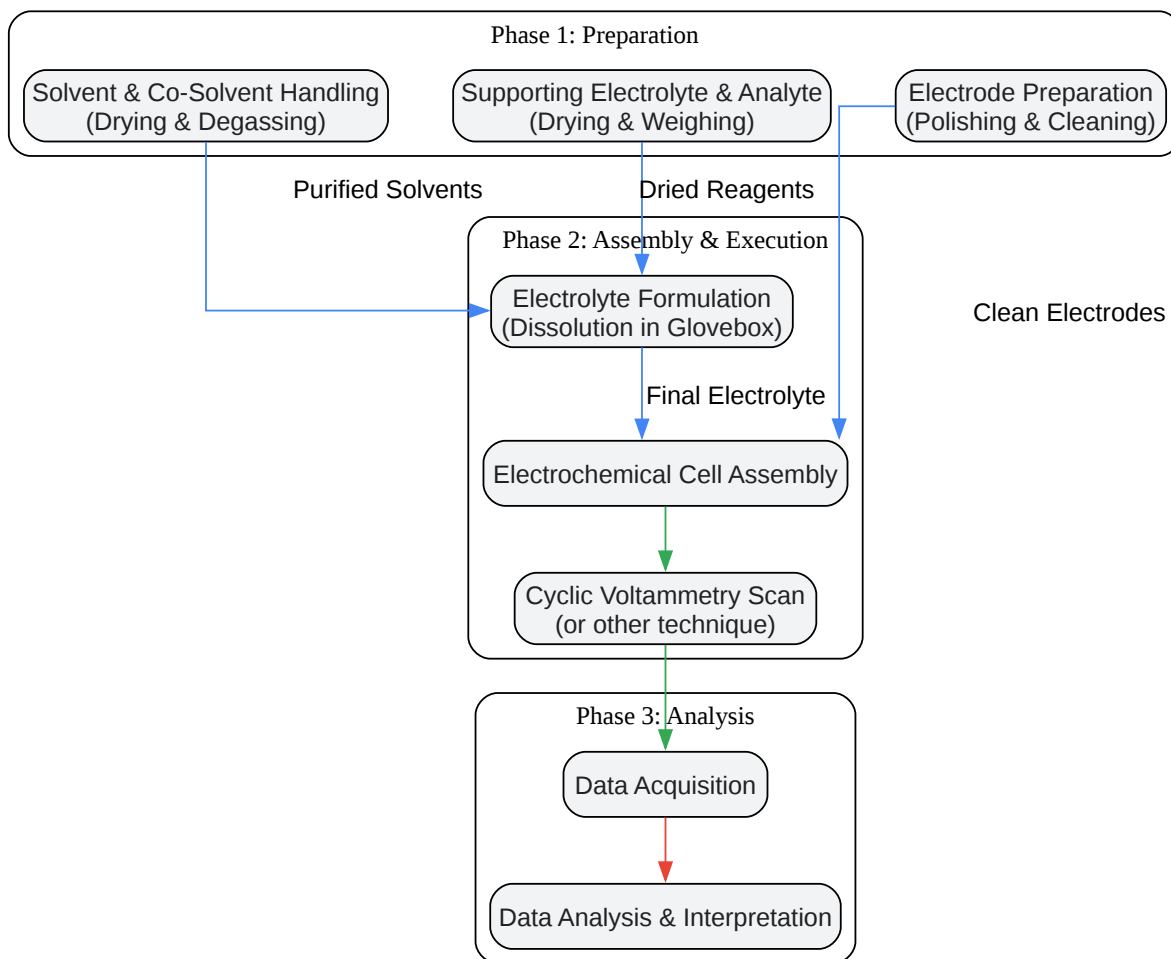 Phase 1: Preparation
Solvent & Co-Solvent Handling
(Drying & Degassing)
Supporting Electrolyte & Analyte
(Drying & Weighing)
Electrode Preparation
(Polishing & Cleaning)
Purified Solvents
Dried Reagents
Phase 2: Assembly & Execution
Electrolyte Formulation
(Dissolution in Glovebox)
Clean Electrodes
Final Electrolyte
Electrochemical Cell Assembly
Cyclic Voltammetry Scan
(or other technique)
Phase 3: Analysis
Data Acquisition
Data Analysis & Interpretation